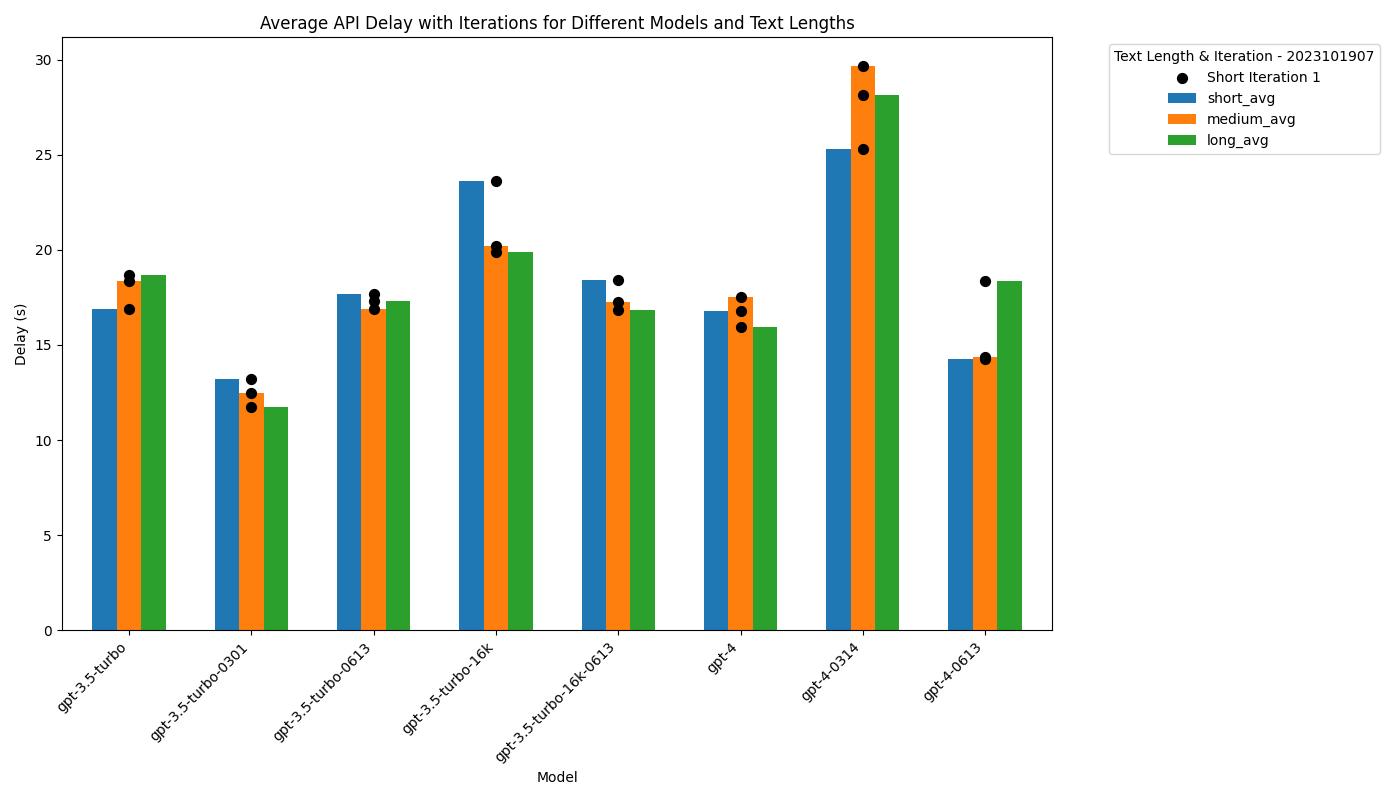 Average API Delay with Iterations for Different Models and Text Lengths
Text Length & Iteration - 2023101907
Short Iteration 1
short_avg
medium_avg
long_avg
Delay (s)
30
25
20
15
10
5
0
gpt-3.5-turbo
gpt-3.5-turbo-0301
gpt-3.5-turbo-0613
gpt-3.5-turbo-16k
gpt-3.5-turbo-16k-0613
gpt-4
gpt-4-0314
gpt-4-0613
Model